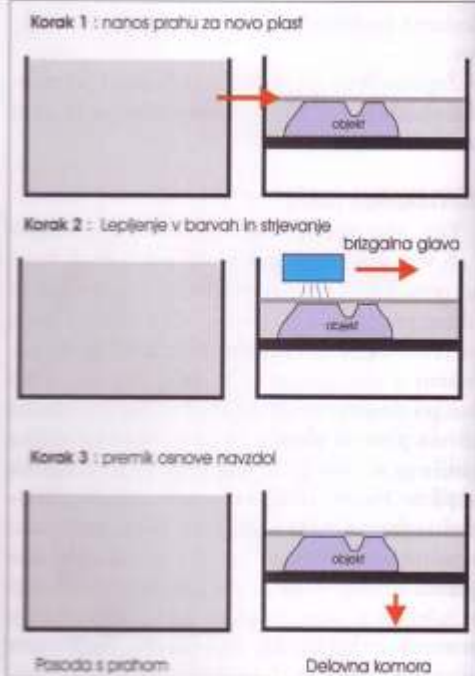 Korak 1 : nanos prahu za novo plast
objekt
Korak 2 : Lepljenje v barvah in strjevanje
brizgalna glava
objekt
Korak 3 : premik osnove navzdol
objekt
Posoda s prahom
Delovna komora